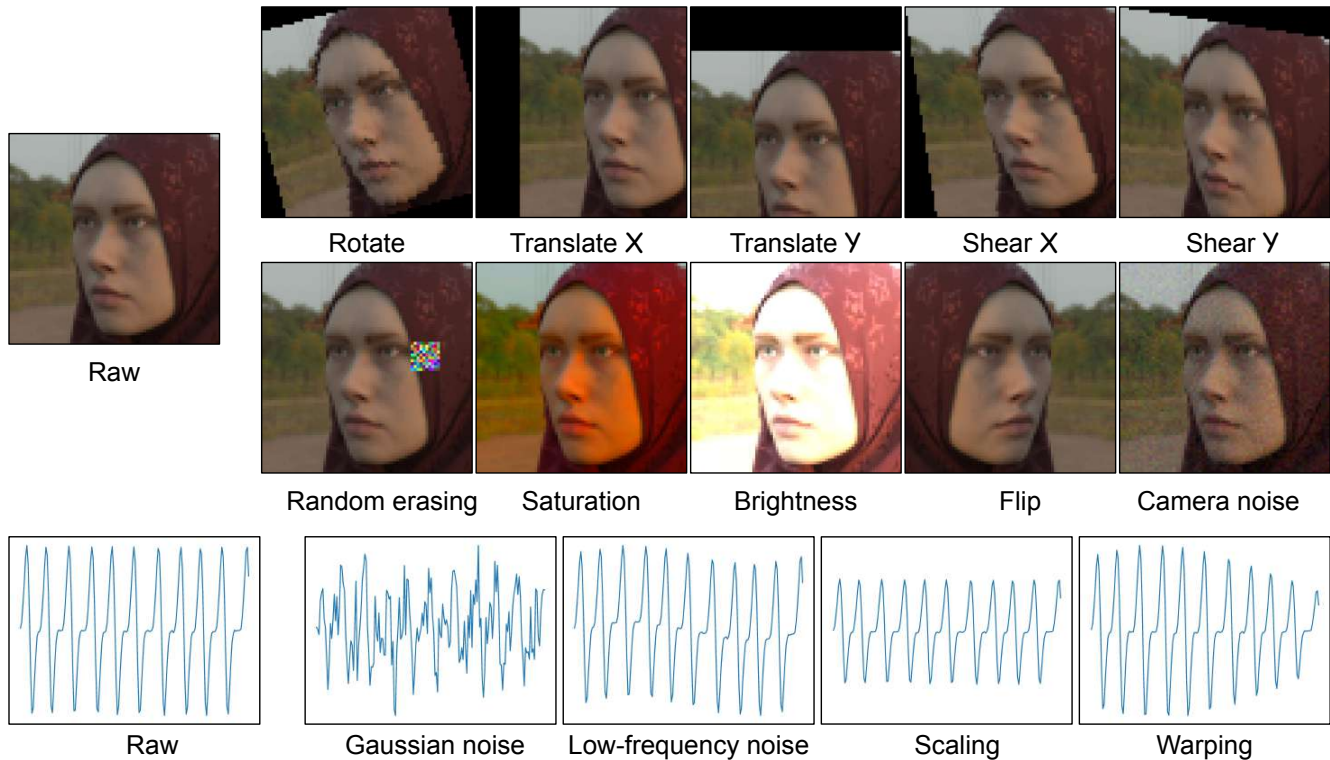 Rotate
Translate X
Translate Y
Shear X
Shear Y
Raw
Random erasing
Saturation
Brightness
Flip
Camera noise
Raw
Gaussian noise
Low-frequency noise
Scaling
Warping